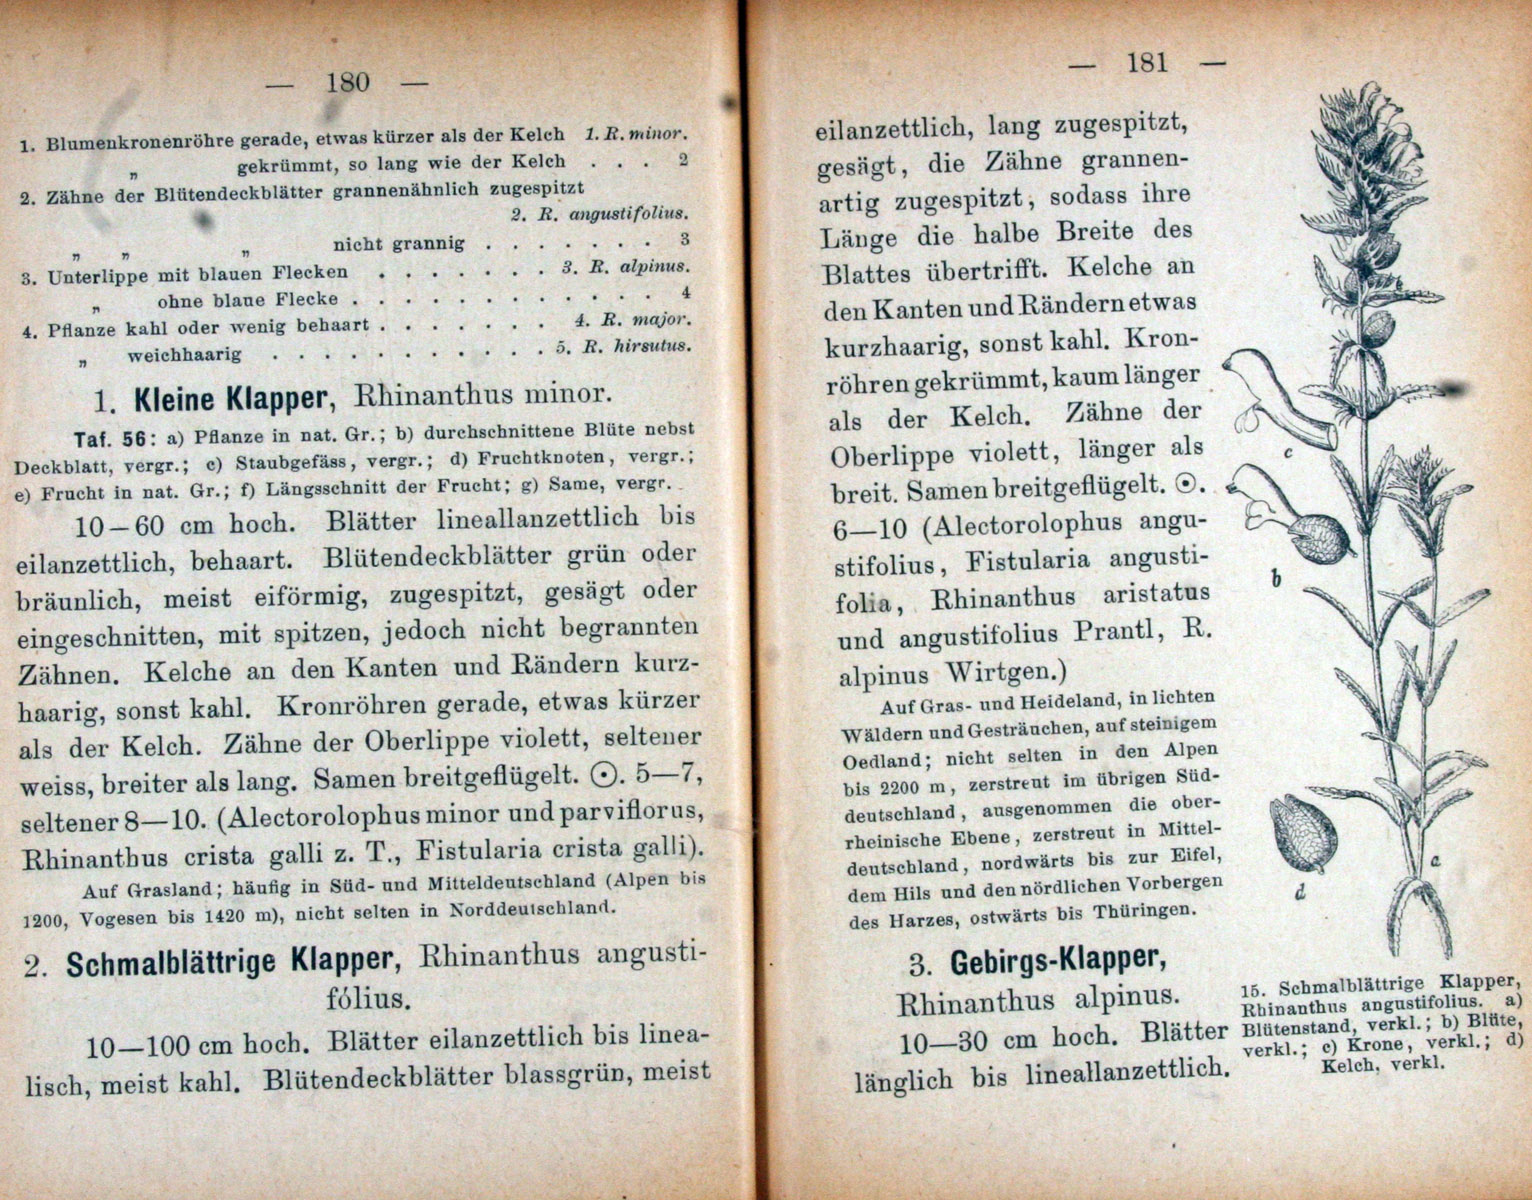 — 180 —
1. Blumenkronenröhre gerade, etwas kürzer als der Kelch 1. R. minor.
„ gekrümmt, so lang wie der Kelch . . . 2
2. Zähne der Blütendeckblätter grannenähnlich zugespitzt
2. R. angustifolius.
„ „ „ nicht grannig . . . . . . . 3
3. Unterlippe mit blauen Flecken . . . . . . . 3. R. alpinus.
„ ohne blaue Flecke . . . . . . . . . . . . 4
4. Pflanze kahl oder wenig behaart . . . . . . . 4. R. major.
„ weichhaarig . . . . . . . . . . . 5. R. hirsutus.
1. Kleine Klapper, Rhinanthus minor.
Taf. 56: a) Pflanze in nat. Gr.; b) durchschnittene Blüte nebst
Deckblatt, vergr.; c) Staubgefäss, vergr.; d) Fruchtknoten, vergr.;
e) Frucht in nat. Gr.; f) Längsschnitt der Frucht; g) Same, vergr.
10—60 cm hoch. Blätter lineallanzettlich bis
eilanzettlich, behaart. Blütendeckblätter grün oder
bräunlich, meist eiförmig, zugespitzt, gesägt oder
eingeschnitten, mit spitzen, jedoch nicht begrannten
Zähnen. Kelche an den Kanten und Rändern kurz-
haarig, sonst kahl. Kronröhren gerade, etwas kürzer
als der Kelch. Zähne der Oberlippe violett, seltener
weiss, breiter als lang. Samen breitgeflügelt. ☉. 5—7,
seltener 8—10. (Alectorolophus minor und parviflorus,
Rhinanthus crista galli z. T., Fistularia crista galli).
Auf Grasland; häufig in Süd- und Mitteldeutschland (Alpen bis
1200, Vogesen bis 1420 m), nicht selten in Norddeutschland.
2. Schmalblättrige Klapper, Rhinanthus angusti-
fólius.
10—100 cm hoch. Blätter eilanzettlich bis linea-
lisch, meist kahl. Blütendeckblätter blassgrün, meist
— 181 —
eilanzettlich, lang zugespitzt,
gesägt, die Zähne grannen-
artig zugespitzt, sodass ihre
Länge die halbe Breite des
Blattes übertrifft. Kelche an
den Kanten und Rändern etwas
kurzhaarig, sonst kahl. Kron-
röhren gekrümmt, kaum länger
als der Kelch. Zähne der
Oberlippe violett, länger als
breit. Samen breitgeflügelt. ☉.
6—10 (Alectorolophus angu-
stifolius, Fistularia angusti-
folia, Rhinanthus aristatus
und angustifolius Prantl, R.
alpinus Wirtgen.)
Auf Gras- und Heideland, in lichten
Wäldern und Gesträuchen, auf steinigem
Oedland; nicht selten in den Alpen
bis 2200 m, zerstreut im übrigen Süd-
deutschland, ausgenommen die ober-
rheinische Ebene, zerstreut in Mittel-
deutschland, nordwärts bis zur Eifel,
dem Hils und den nördlichen Vorbergen
des Harzes, ostwärts bis Thüringen.
3. Gebirgs-Klapper,
Rhinanthus alpinus.
10—30 cm hoch. Blätter
länglich bis lineallanzettlich.
c
b
a
d
15. Schmalblättrige Klapper,
Rhinanthus angustifolius. a)
Blütenstand, verkl.; b) Blüte,
verkl.; c) Krone, verkl.; d)
Kelch, verkl.